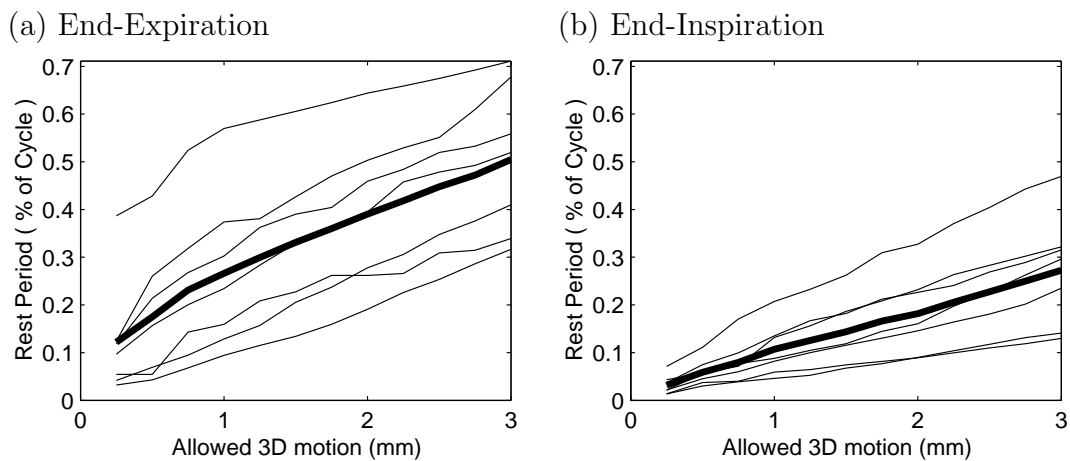 (a) End-Expiration
0.7
0.6
0.5
0.4
0.3
0.2
0.1
0
0 1 2 3
Rest Period ( % of Cycle )
Allowed 3D motion (mm)
(b) End-Inspiration
0.7
0.6
0.5
0.4
0.3
0.2
0.1
0
0 1 2 3
Rest Period ( % of Cycle )
Allowed 3D motion (mm)